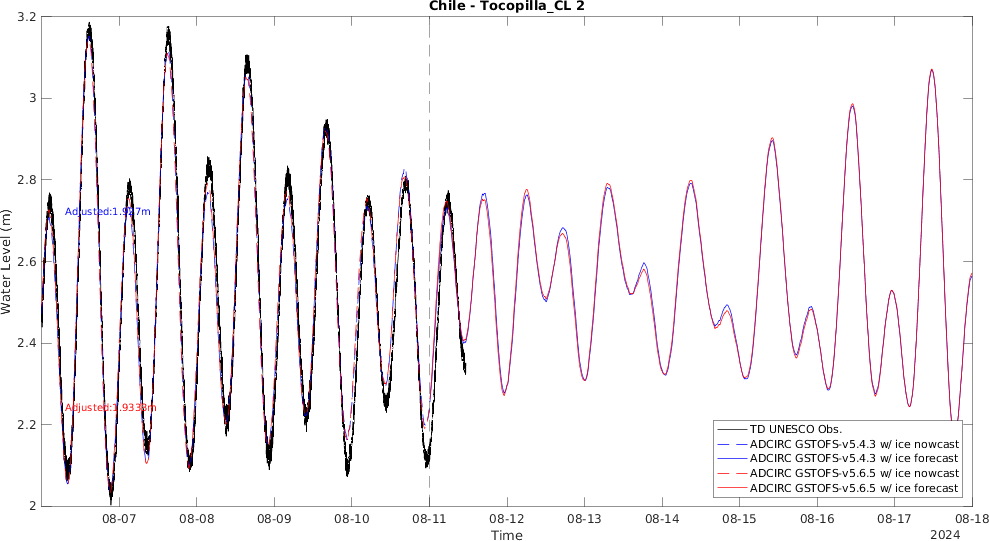 Chile - Tocopilla_CL 2
3.2
3
2.8
2.6
2.4
2.2
2
Water Level (m)
Adjusted:1.927m
Adjusted:1.9333m
TD UNESCO Obs.
ADCIRC GSTOFS-v5.4.3 w/ ice nowcast
ADCIRC GSTOFS-v5.4.3 w/ ice forecast
ADCIRC GSTOFS-v5.6.5 w/ ice nowcast
ADCIRC GSTOFS-v5.6.5 w/ ice forecast
08-07 08-08 08-09 08-10 08-11 08-12 08-13 08-14 08-15 08-16 08-17 08-18
Time
2024